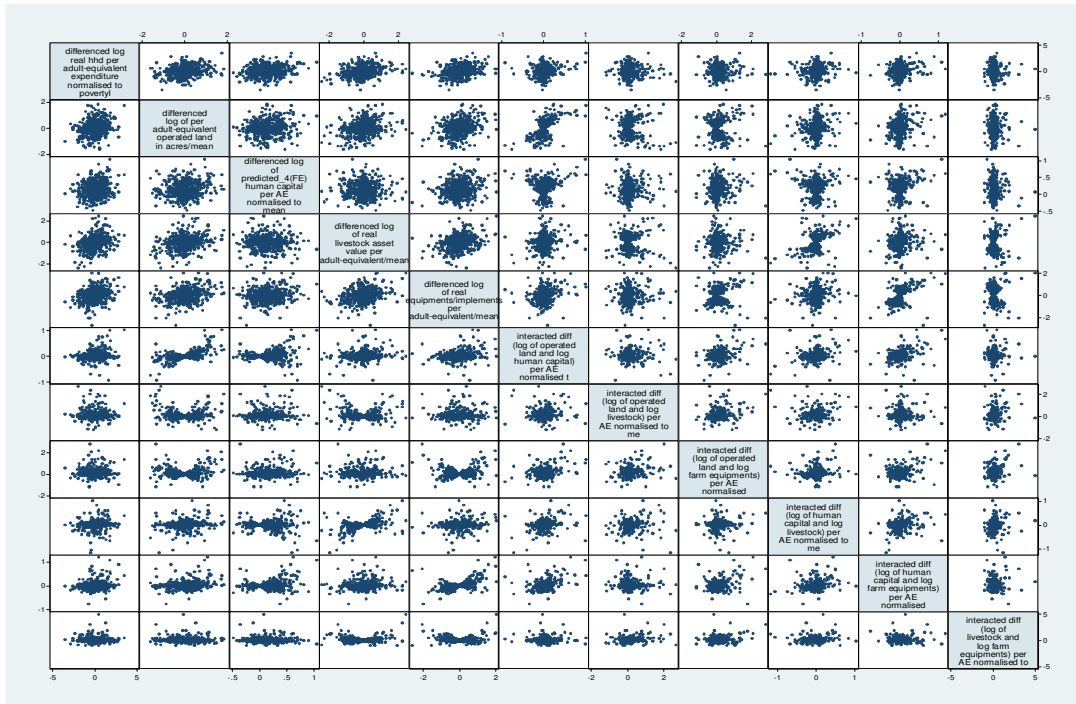 -2 0 2 -2 0 2 -1 0 1 -2 0 2 -1 0 1
differenced log
real hhd per
adult-equivalent
expenditure
normalised to
povertyl
5
0
-5
2
0
-2
differenced
log of per
adult-equivalent
operated land
in acres/mean
differenced log
of
predicted_4(FE)
human capital
per AE
normalised to
mean
1
.5
0
-.5
2
0
-2
differenced log
of real
livestock asset
value per
adult-equivalent/mean
differenced log
of real
equipments/implements
per
adult-equivalent/mean
2
0
-2
1
0
-1
interacted diff
(log of operated
land and log
human capital)
per AE
normalised t
interacted diff
(log of operated
land and log
livestock) per
AE normalised to
me
2
0
-2
2
0
-2
interacted diff
(log of operated
land and log
farm equipments)
per AE
normalised
interacted diff
(log of human
capital and log
livestock) per
AE normalised to
me
1
0
-1
1
0
-1
interacted diff
(log of human
capital and log
farm equipments)
per AE
normalised
interacted diff
(log of
livestock and
log farm
equipments) per
AE normalised to
5
0
-5
-5 0 5 -.5 0 .5 1 -2 0 2 -2 0 2 -1 0 1 -5 0 5